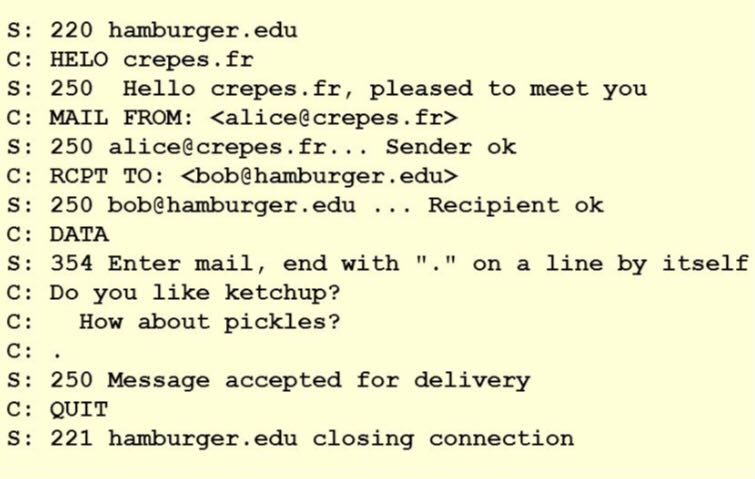 S: 220 hamburger.edu
C: HELO crepes.fr
S: 250  Hello crepes.fr, pleased to meet you
C: MAIL FROM: <alice@crepes.fr>
S: 250 alice@crepes.fr... Sender ok
C: RCPT TO: <bob@hamburger.edu>
S: 250 bob@hamburger.edu ... Recipient ok
C: DATA
S: 354 Enter mail, end with "." on a line by itself
C: Do you like ketchup?
C:   How about pickles?
C: .
S: 250 Message accepted for delivery
C: QUIT
S: 221 hamburger.edu closing connection